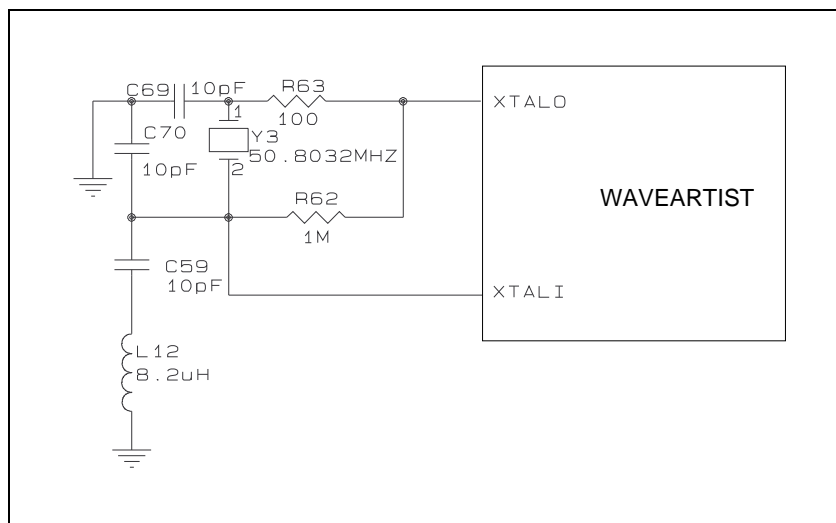 C69 10pF
R63
100
XTALO
C70
10pF
1
Y3
50.8032MHZ
2
R62
1M
WAVEARTIST
C59
10pF
XTALI
L12
8.2uH